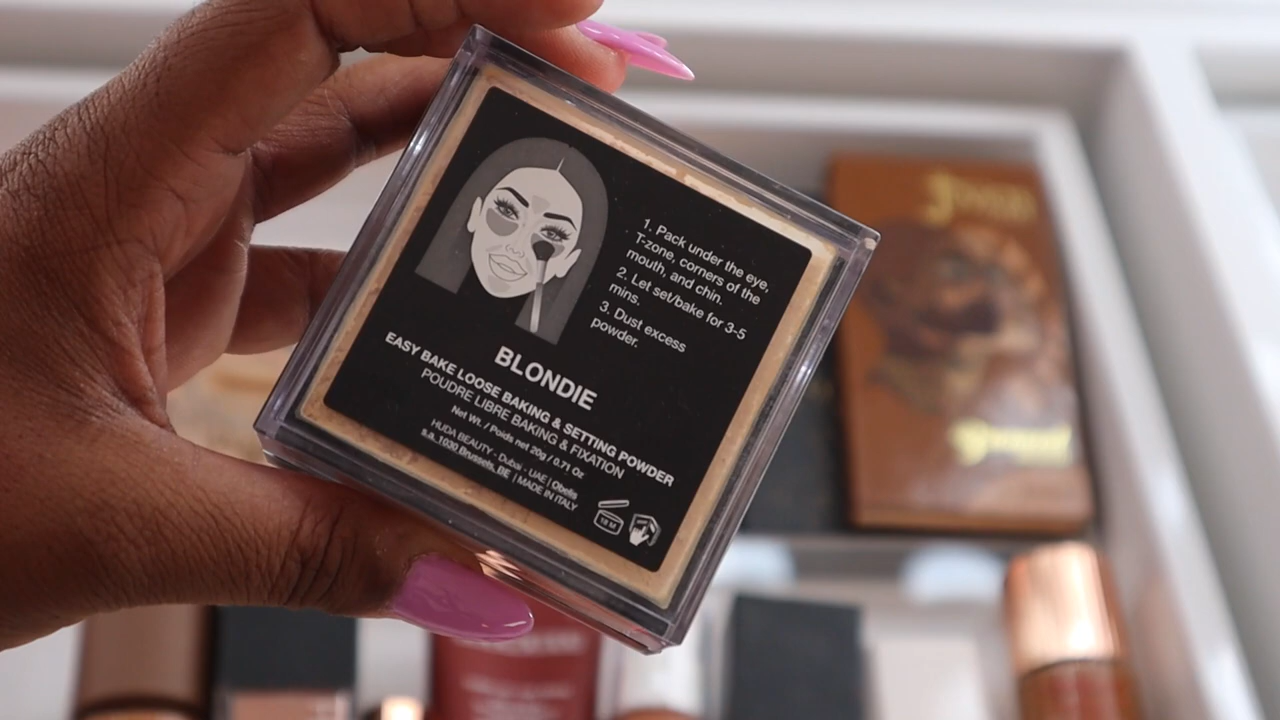 1. Pack under the eye,
T-zone, corners of the
mouth, and chin.
2. Let set/bake for 3-5
mins.
3. Dust excess
powder.
BLONDIE
EASY BAKE LOOSE BAKING & SETTING POWDER
POUDRE LIBRE BAKING & FIXATION
Net Wt. / Poids net 20g / 0.71 Oz
HUDA BEAUTY - Dubai - UAE | Obelis
s.a. 1030 Brussels, BE | MADE IN ITALY
18 M